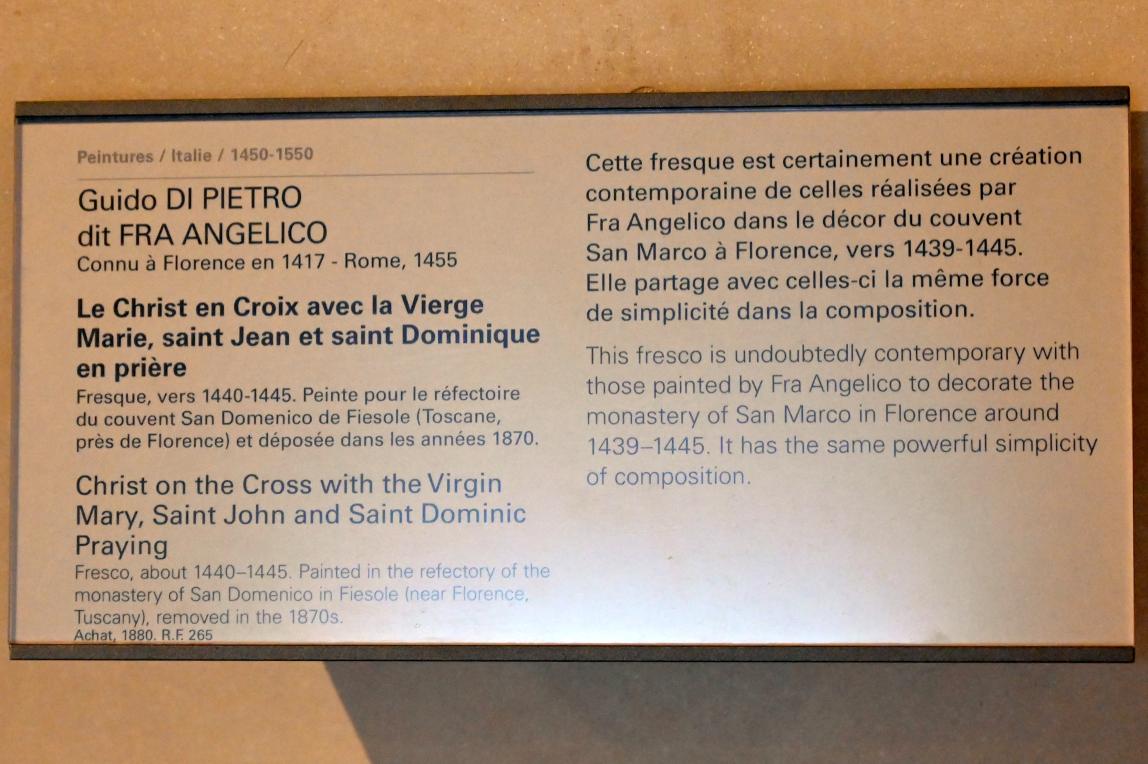 Peintures / Italie / 1450-1550
Guido DI PIETRO
dit FRA ANGELICO
Connu à Florence en 1417 - Rome, 1455
Le Christ en Croix avec la Vierge
Marie, saint Jean et saint Dominique
en prière
Fresque, vers 1440-1445. Peinte pour le réfectoire
du couvent San Domenico de Fiesole (Toscane,
près de Florence) et déposée dans les années 1870.
Christ on the Cross with the Virgin
Mary, Saint John and Saint Dominic
Praying
Fresco, about 1440–1445. Painted in the refectory of the
monastery of San Domenico in Fiesole (near Florence,
Tuscany), removed in the 1870s.
Achat, 1880. R.F. 265
Cette fresque est certainement une création
contemporaine de celles réalisées par
Fra Angelico dans le décor du couvent
San Marco à Florence, vers 1439-1445.
Elle partage avec celles-ci la même force
de simplicité dans la composition.
This fresco is undoubtedly contemporary with
those painted by Fra Angelico to decorate the
monastery of San Marco in Florence around
1439–1445. It has the same powerful simplicity
of composition.